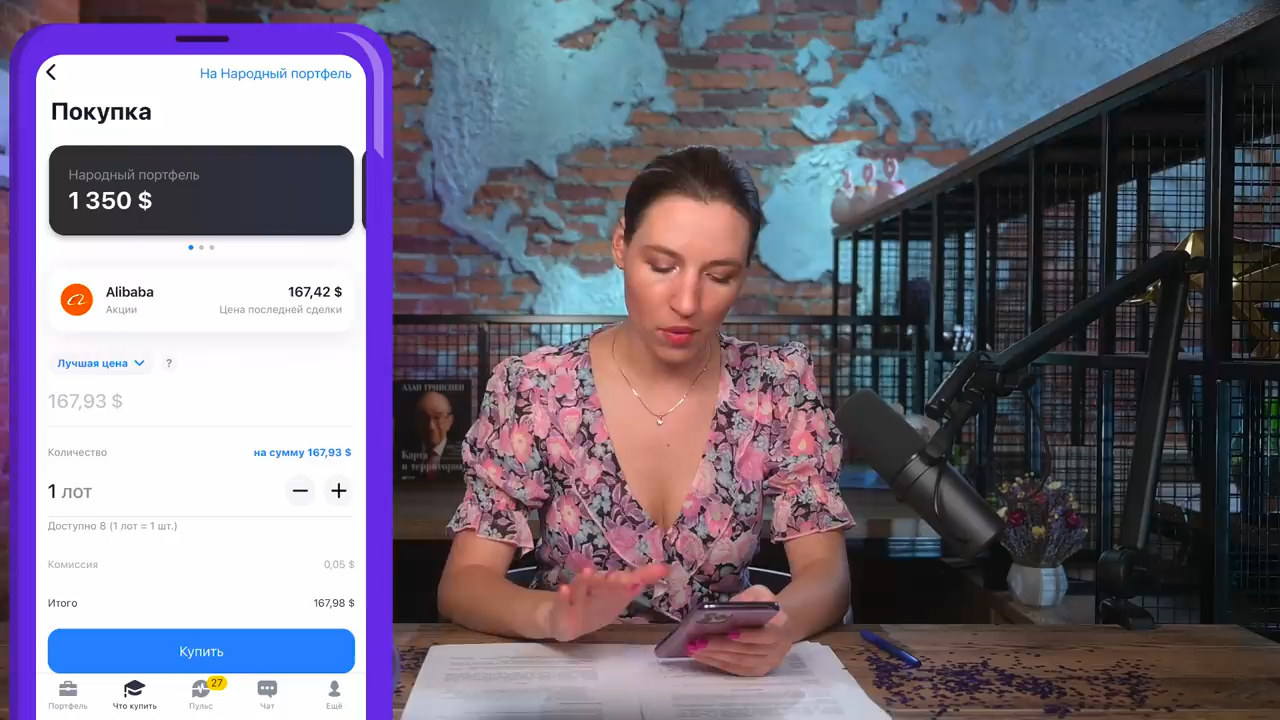 На Народный портфель
Покупка
Народный портфель
1 350 $
Alibaba
167,42 $
Акции
Цена последней сделки
Лучшая цена
?
167,93 $
Количество
на сумму 167,93 $
1 лот
Доступно 8 (1 лот = 1 шт.)
Комиссия
0,05 $
Итого
167,98 $
Купить
27
Портфель
Что купить
Пульс
Чат
Ещё
АЛАН ГРИНСПЕН
Карта
и территория
100